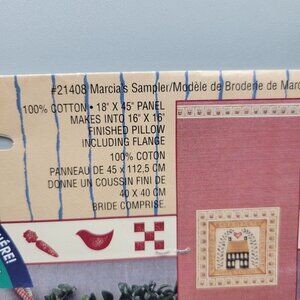 #21408 Marcia's Sampler/Modèle de Broderie de Marc
100% COTTON • 18" X 45" PANEL
MAKES INTO 16" X 16"
FINISHED PILLOW
INCLUDING FLANGE
100% COTON
PANNEAU DE 45 x 112,5 CM
DONNE UN COUSSIN FINI DE
40 X 40 CM
BRIDE COMPRISE.